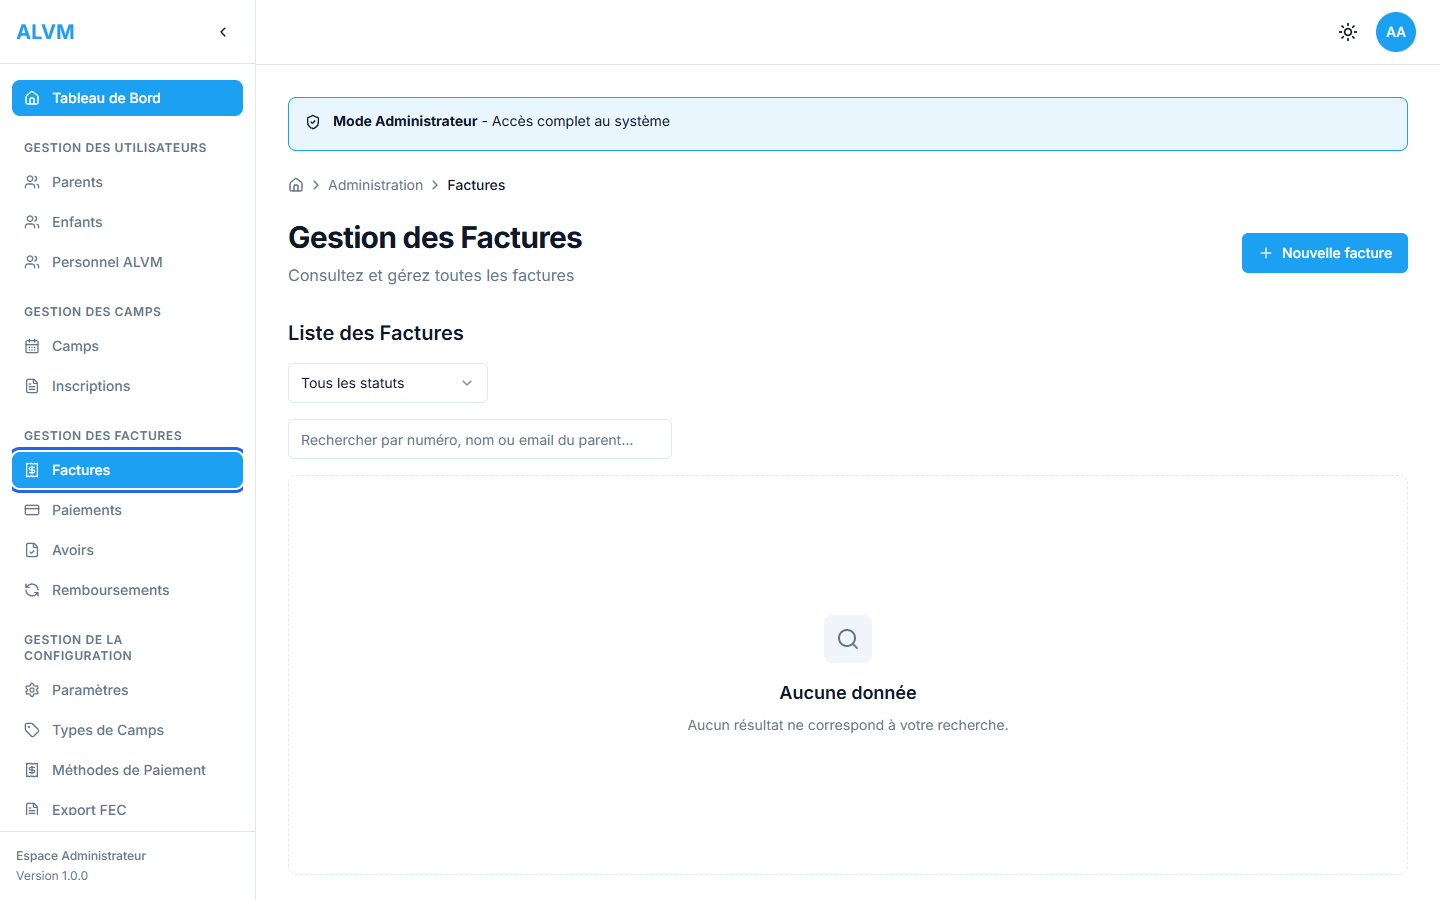 ALVM
AA
Tableau de Bord
Mode Administrateur - Accès complet au système
GESTION DES UTILISATEURS
Parents
Enfants
Personnel ALVM
GESTION DES CAMPS
Camps
Inscriptions
GESTION DES FACTURES
Factures
Paiements
Avoirs
Remboursements
GESTION DE LA
CONFIGURATION
Paramètres
Types de Camps
Méthodes de Paiement
Export FEC
Espace Administrateur
Version 1.0.0
Administration
Factures
Gestion des Factures
Consultez et gérez toutes les factures
Nouvelle facture
Liste des Factures
Tous les statuts
Rechercher par numéro, nom ou email du parent...
Aucune donnée
Aucun résultat ne correspond à votre recherche.